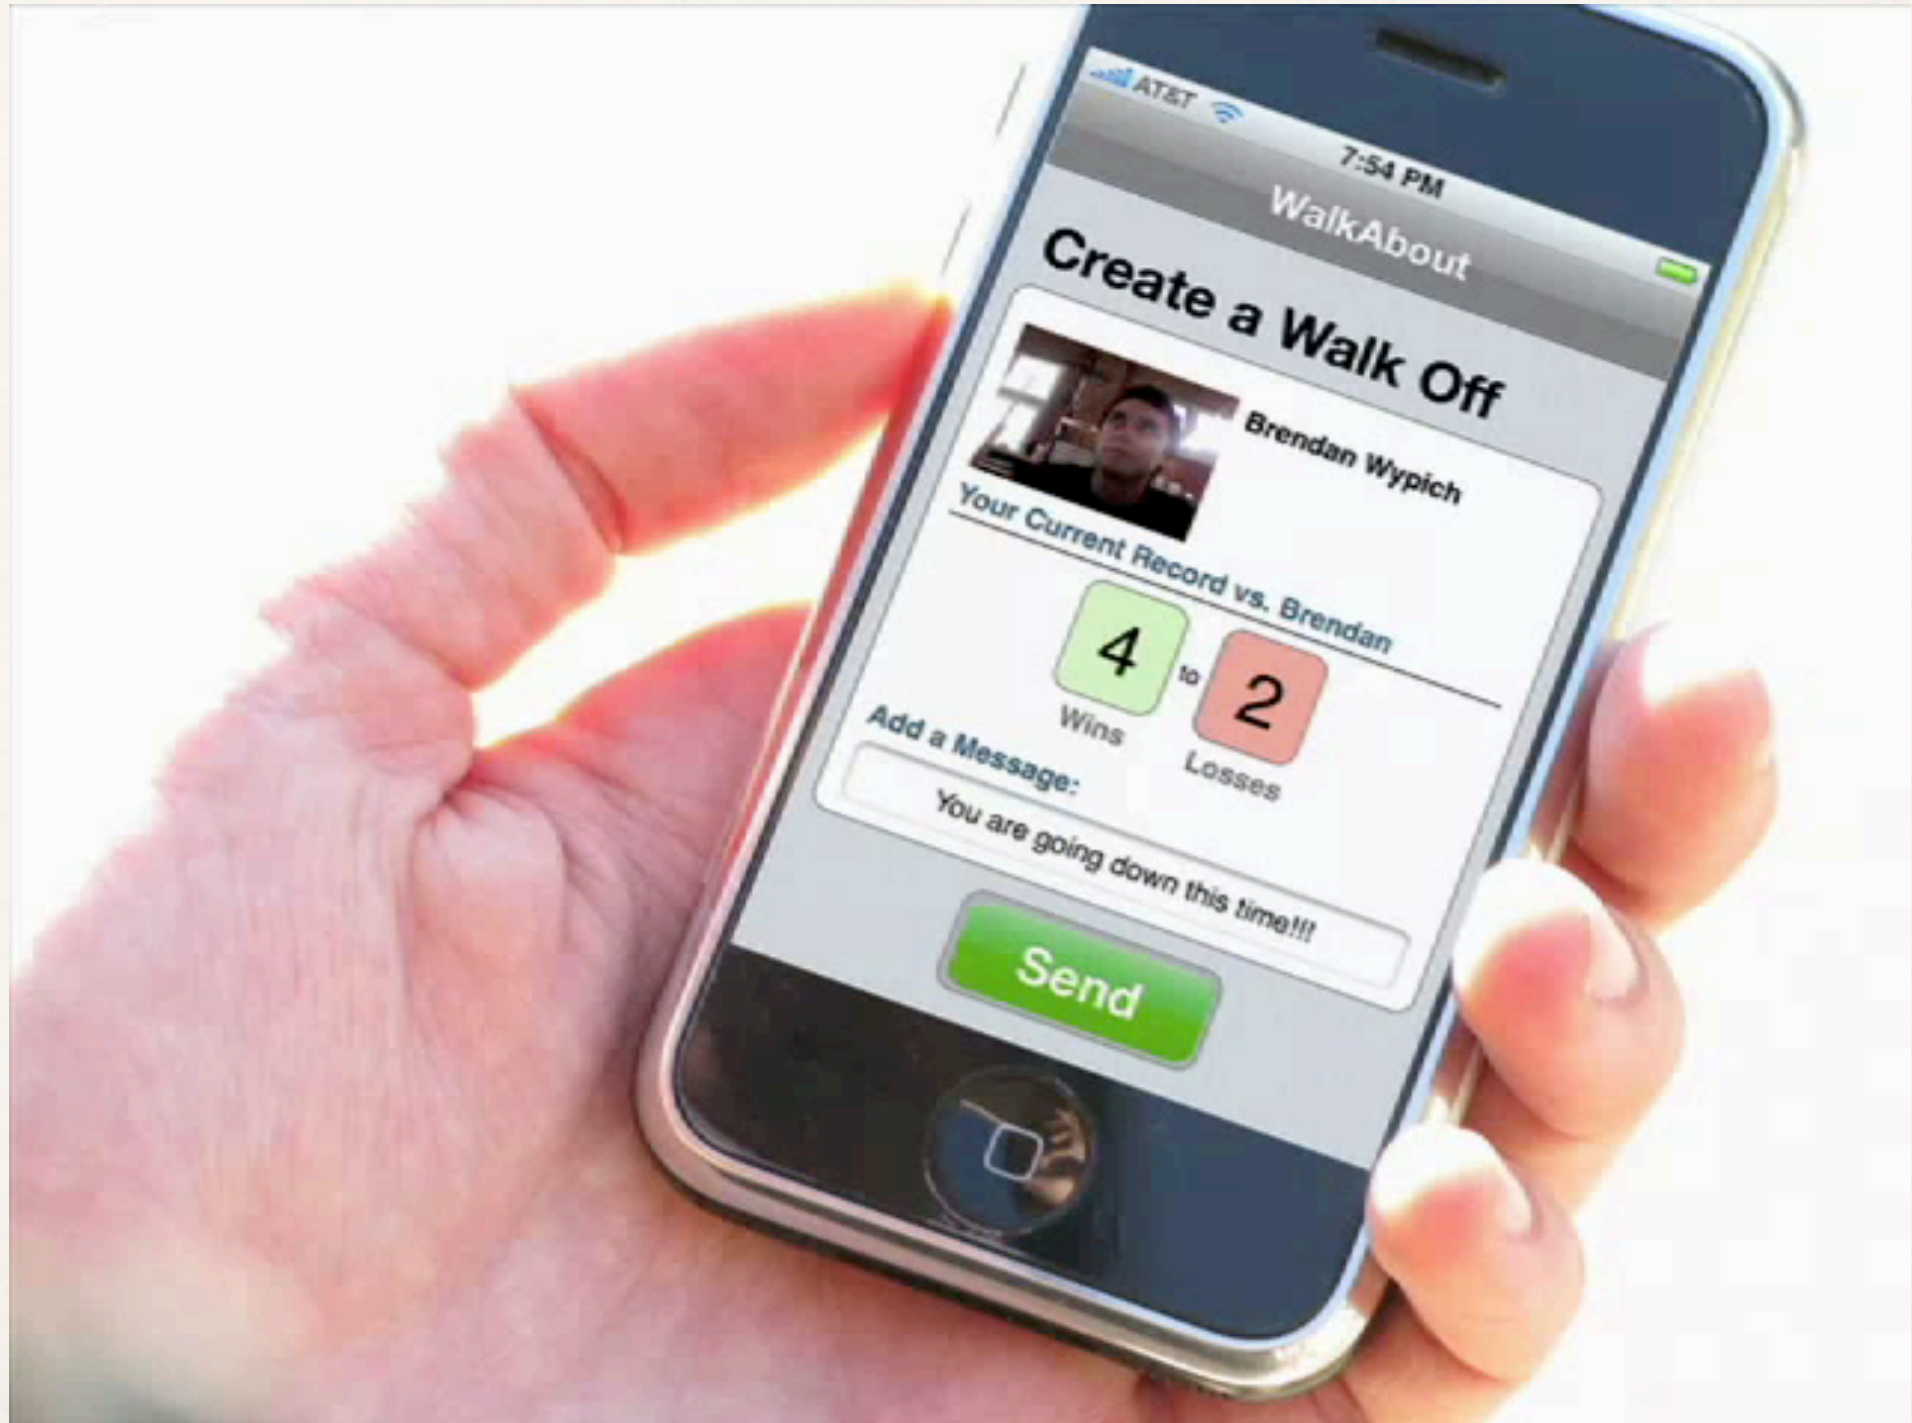 AT&T
7:54 PM
WalkAbout
Create a Walk Off
Brendan Wypich
Your Current Record vs. Brendan
4 to 2
Wins Losses
Add a Message:
You are going down this time!!!
Send